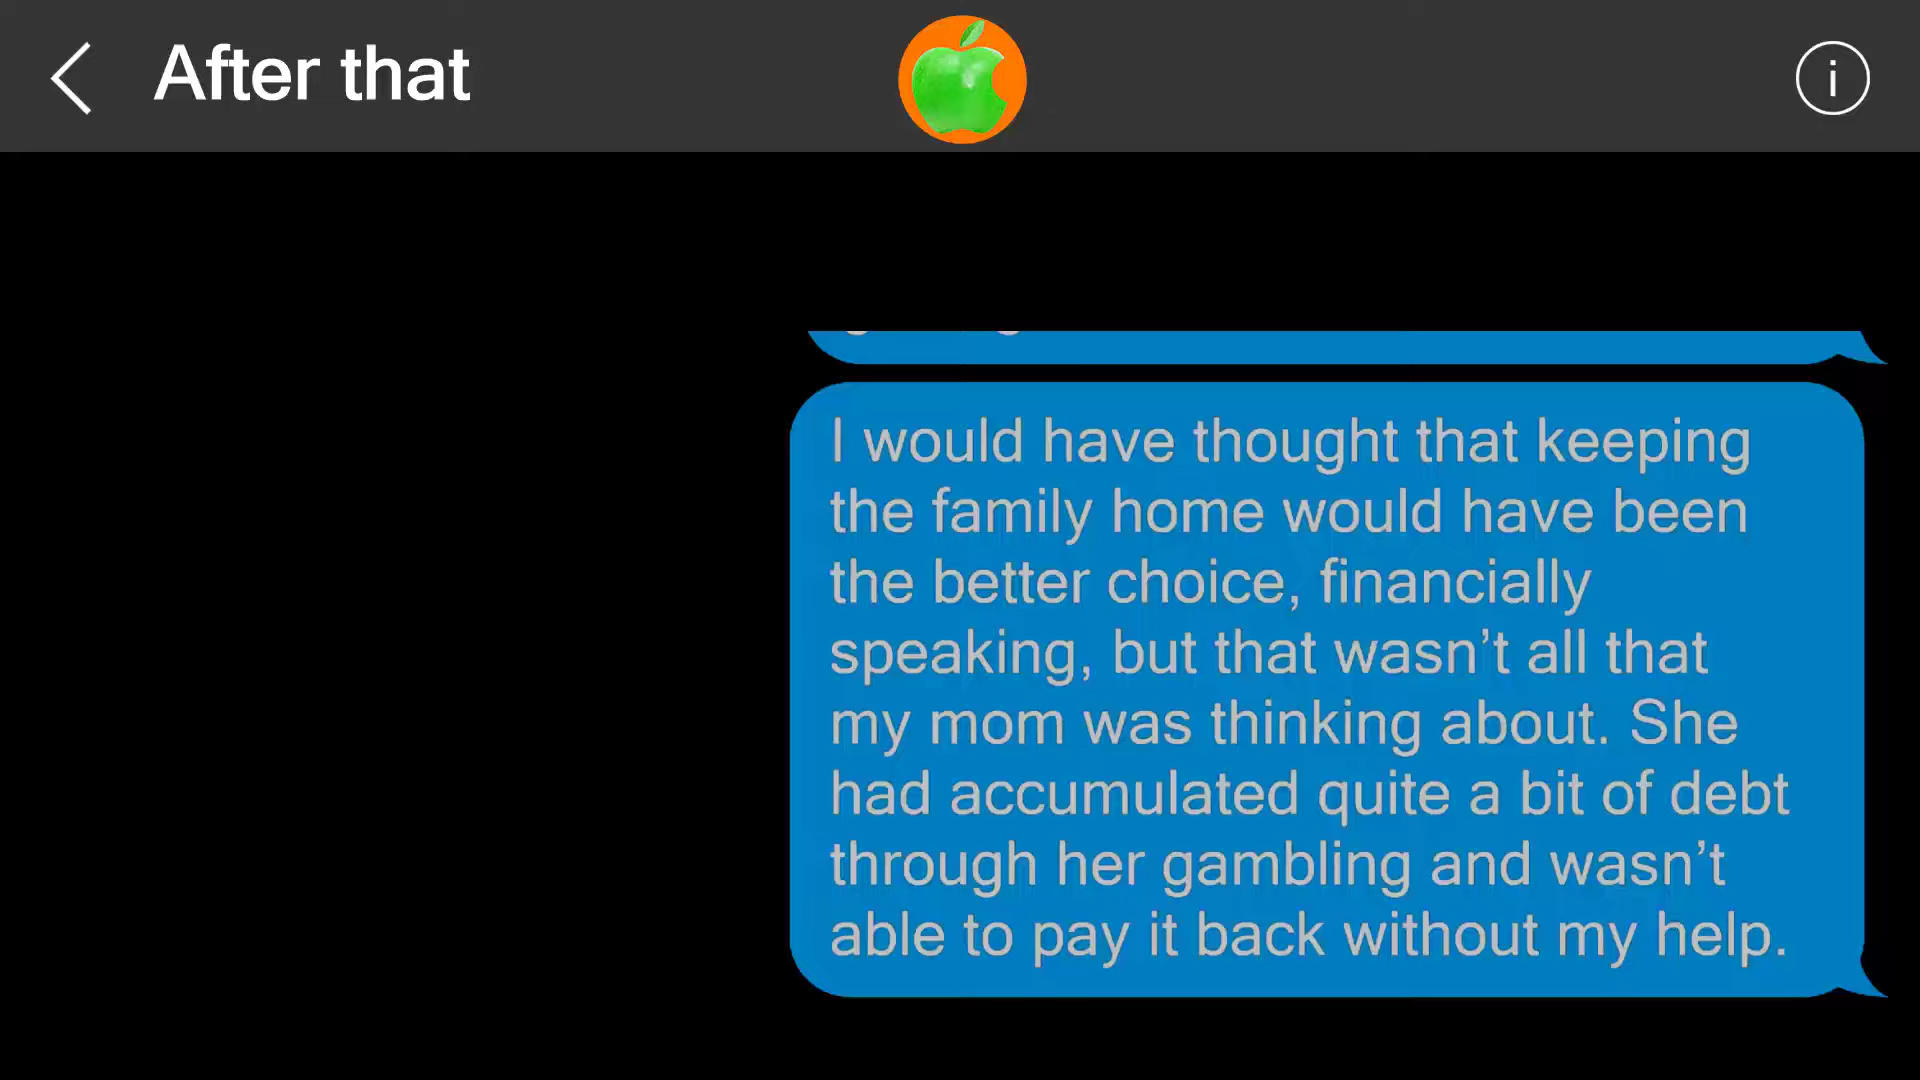 After that
i
I would have thought that keeping
the family home would have been
the better choice, financially
speaking, but that wasn’t all that
my mom was thinking about. She
had accumulated quite a bit of debt
through her gambling and wasn’t
able to pay it back without my help.